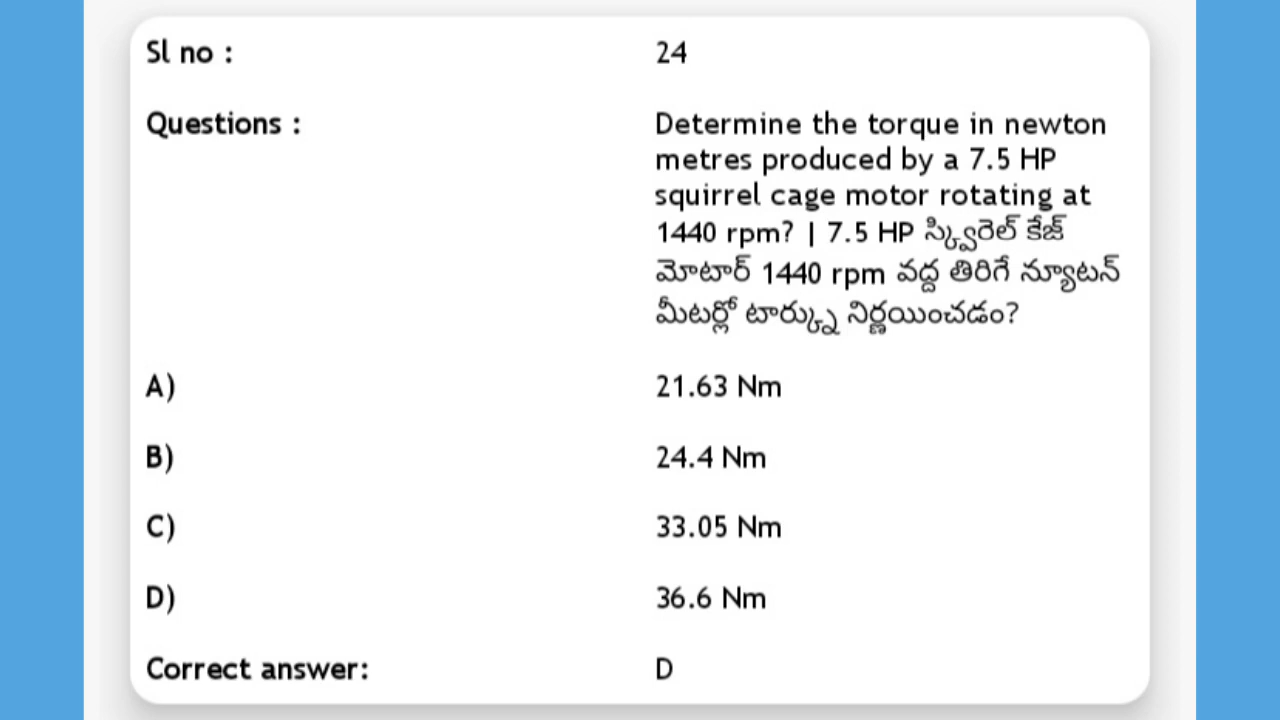 Sl no : 24
Questions : Determine the torque in newton
metres produced by a 7.5 HP
squirrel cage motor rotating at
1440 rpm? | 7.5 HP స్క్విరెల్ కేజ్
మోటార్ 1440 rpm వద్ద తిరిగే న్యూటన్
మీటర్లో టార్క్ను నిర్ణయించడం?
A) 21.63 Nm
B) 24.4 Nm
C) 33.05 Nm
D) 36.6 Nm
Correct answer: D